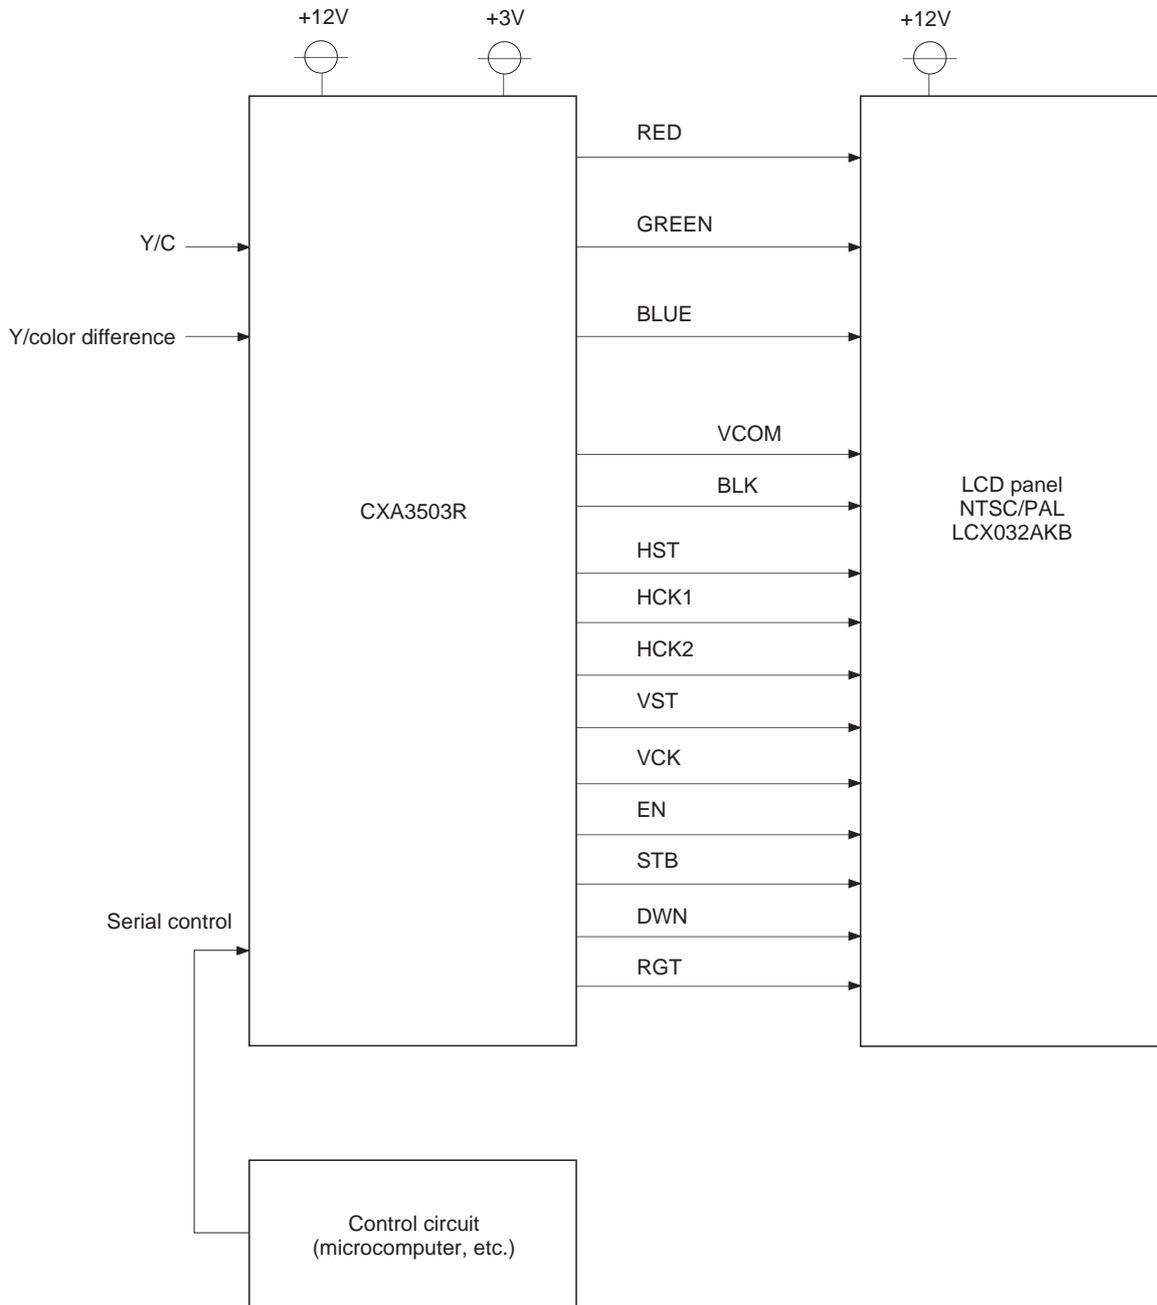 +12V
+3V
+12V
RED
GREEN
Y/C
BLUE
Y/color difference
VCOM
BLK
CXA3503R
LCD panel
NTSC/PAL
LCX032AKB
HST
HCK1
HCK2
VST
VCK
EN
STB
DWN
Serial control
RGT
Control circuit
(microcomputer, etc.)